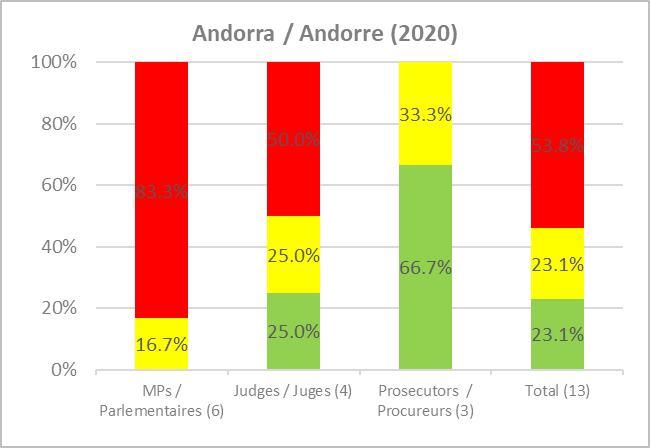 Andorra / Andorre (2020)
100%
80%
60%
40%
20%
0%
83.3%
16.7%
50.0%
25.0%
25.0%
33.3%
66.7%
53.8%
23.1%
23.1%
MPs /
Parlementaires (6)
Judges / Juges (4)
Prosecutors /
Procureurs (3)
Total (13)